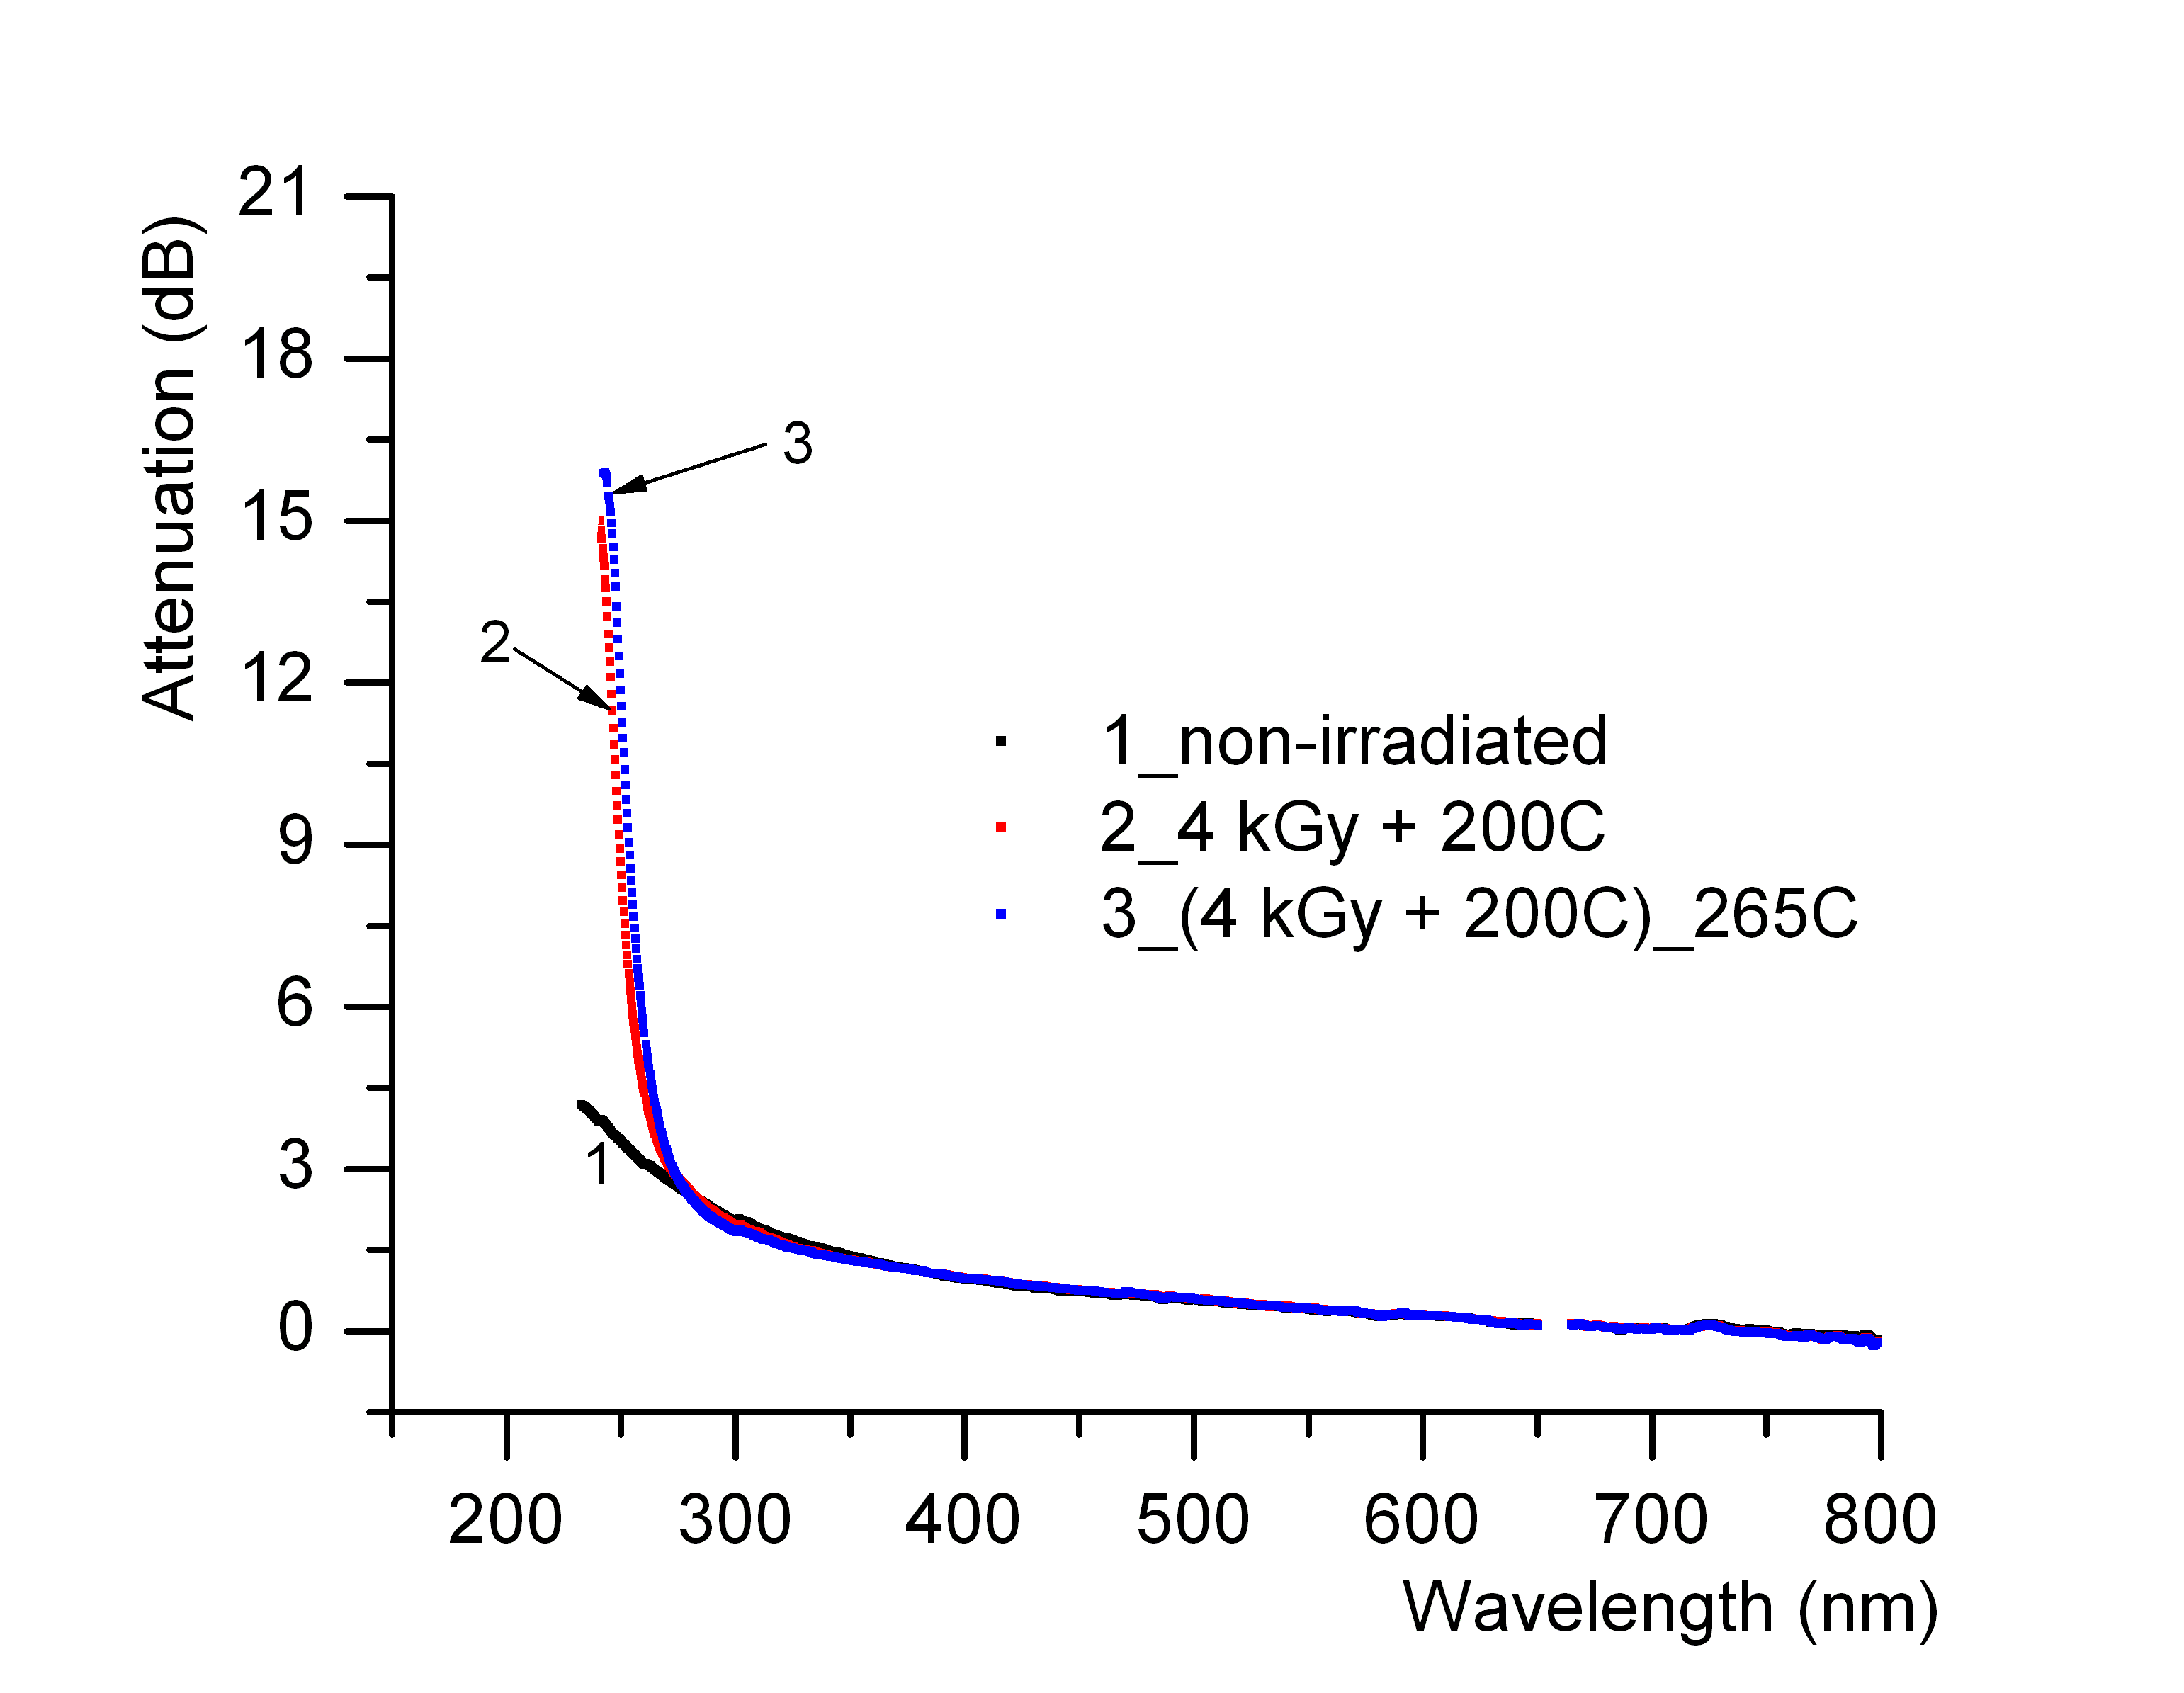 Attenuation (dB)
21
18
15
12
9
6
3
0
3
2
1
1_non-irradiated
2_4 kGy + 200C
3_(4 kGy + 200C)_265C
200 300 400 500 600 700 800
Wavelength (nm)